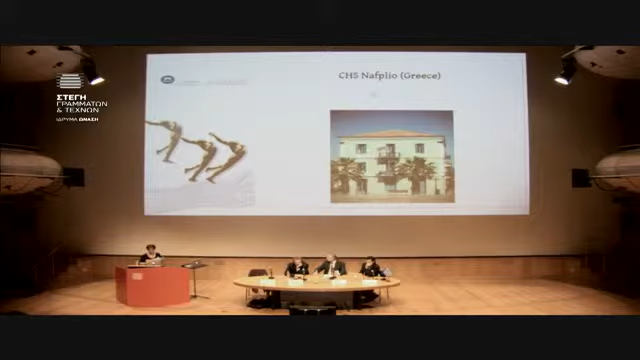 CHS Nafplio (Greece)
ΣΤΕΓΗ
ΓΡΑΜΜΑΤΩΝ
& ΤΕΧΝΩΝ
ΙΔΡΥΜΑ ΩΝΑΣΗ